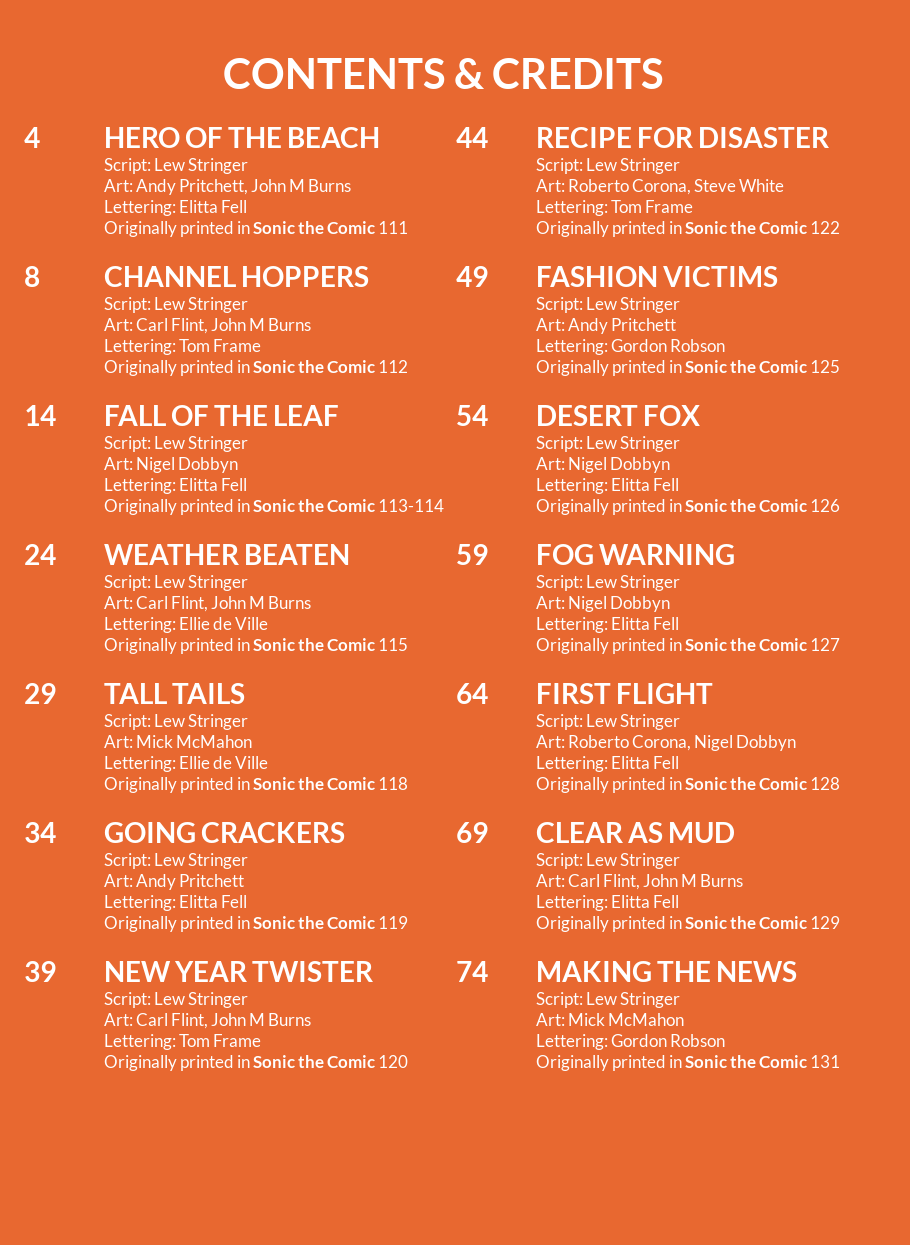 CONTENTS & CREDITS
4
HERO OF THE BEACH
Script: Lew Stringer
Art: Andy Pritchett, John M Burns
Lettering: Elitta Fell
Originally printed in Sonic the Comic 111
8
CHANNEL HOPPERS
Script: Lew Stringer
Art: Carl Flint, John M Burns
Lettering: Tom Frame
Originally printed in Sonic the Comic 112
14
FALL OF THE LEAF
Script: Lew Stringer
Art: Nigel Dobbyn
Lettering: Elitta Fell
Originally printed in Sonic the Comic 113-114
24
WEATHER BEATEN
Script: Lew Stringer
Art: Carl Flint, John M Burns
Lettering: Ellie de Ville
Originally printed in Sonic the Comic 115
29
TALL TAILS
Script: Lew Stringer
Art: Mick McMahon
Lettering: Ellie de Ville
Originally printed in Sonic the Comic 118
34
GOING CRACKERS
Script: Lew Stringer
Art: Andy Pritchett
Lettering: Elitta Fell
Originally printed in Sonic the Comic 119
39
NEW YEAR TWISTER
Script: Lew Stringer
Art: Carl Flint, John M Burns
Lettering: Tom Frame
Originally printed in Sonic the Comic 120
44
RECIPE FOR DISASTER
Script: Lew Stringer
Art: Roberto Corona, Steve White
Lettering: Tom Frame
Originally printed in Sonic the Comic 122
49
FASHION VICTIMS
Script: Lew Stringer
Art: Andy Pritchett
Lettering: Gordon Robson
Originally printed in Sonic the Comic 125
54
DESERT FOX
Script: Lew Stringer
Art: Nigel Dobbyn
Lettering: Elitta Fell
Originally printed in Sonic the Comic 126
59
FOG WARNING
Script: Lew Stringer
Art: Nigel Dobbyn
Lettering: Elitta Fell
Originally printed in Sonic the Comic 127
64
FIRST FLIGHT
Script: Lew Stringer
Art: Roberto Corona, Nigel Dobbyn
Lettering: Elitta Fell
Originally printed in Sonic the Comic 128
69
CLEAR AS MUD
Script: Lew Stringer
Art: Carl Flint, John M Burns
Lettering: Elitta Fell
Originally printed in Sonic the Comic 129
74
MAKING THE NEWS
Script: Lew Stringer
Art: Mick McMahon
Lettering: Gordon Robson
Originally printed in Sonic the Comic 131